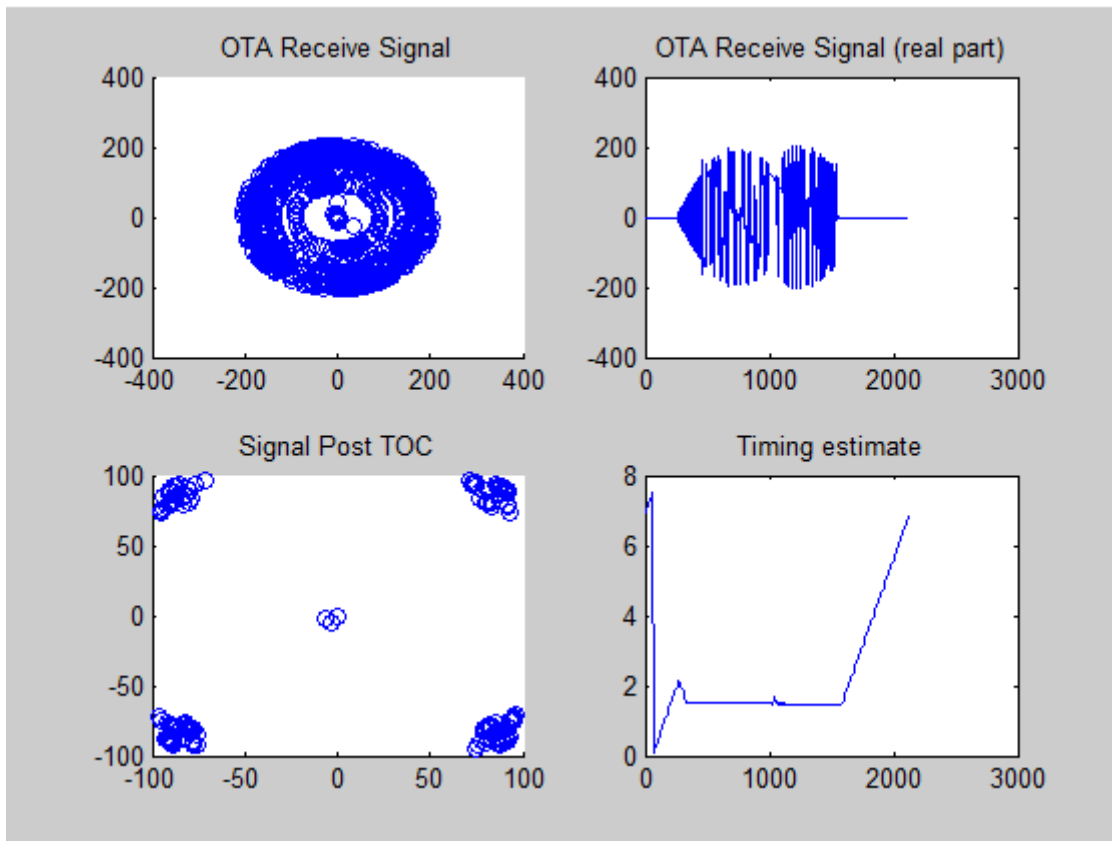 OTA Receive Signal
400
200
0
-200
-400
-400 -200 0 200 400
OTA Receive Signal (real part)
400
200
0
-200
-400
0 1000 2000 3000
Signal Post TOC
100
50
0
-50
-100
-100 -50 0 50 100
Timing estimate
8
6
4
2
0
0 1000 2000 3000